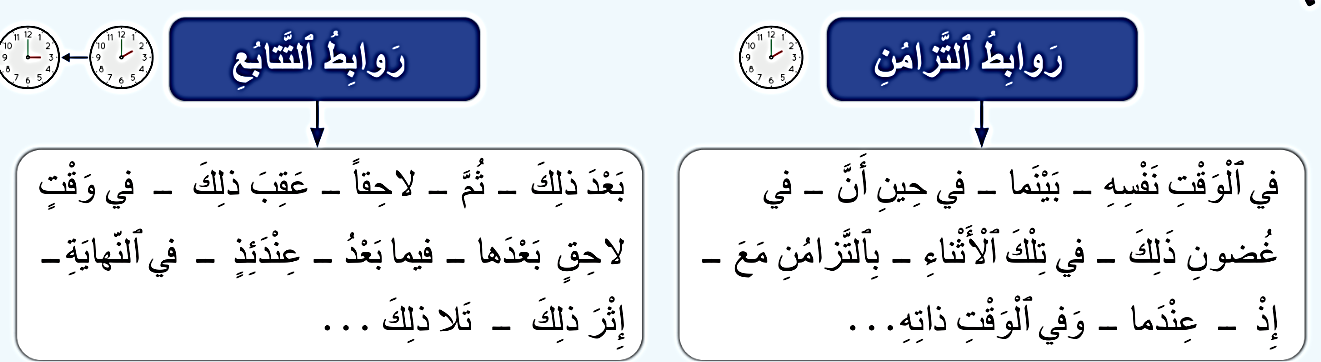 رَوابِطُ ٱلتَّزامُنِ
في ٱلْوَقْتِ نَفْسِهِ – بَيْنَما – في حِينِ أَنَّ – في
غُضونِ ذَلِكَ – في تِلْكَ ٱلْأَثْناءِ – بِٱلتَّزامُنِ مَعَ –
إِذْ – عِنْدَما – وَفي ٱلْوَقْتِ ذاتِهِ...
رَوابِطُ ٱلتَّتابُعِ
بَعْدَ ذلِكَ – ثُمَّ – لاحِقاً – عَقِبَ ذلِكَ – في وَقْتٍ
لاحِقٍ بَعْدَها – فيما بَعْدُ – عِنْدَئِذٍ – في ٱلنِّهايَةِ –
إِثْرَ ذلِكَ – تَلا ذلِكَ ...